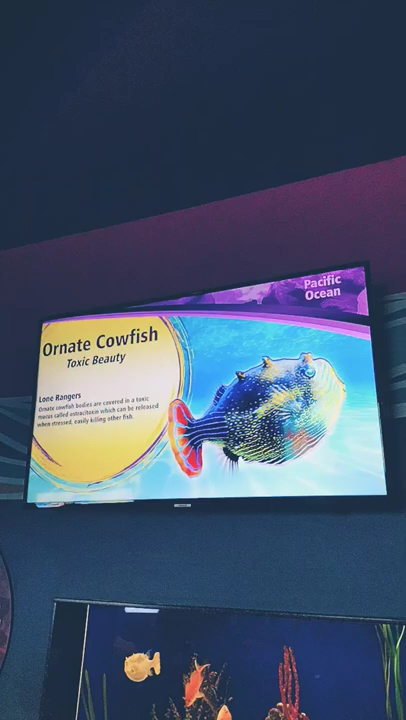 Pacific
Ocean
Ornate Cowfish
Toxic Beauty
Lone Rangers
Ornate cowfish bodies are covered in a toxic
mucus called ostracitoxin which can be released
when stressed, easily killing other fish.